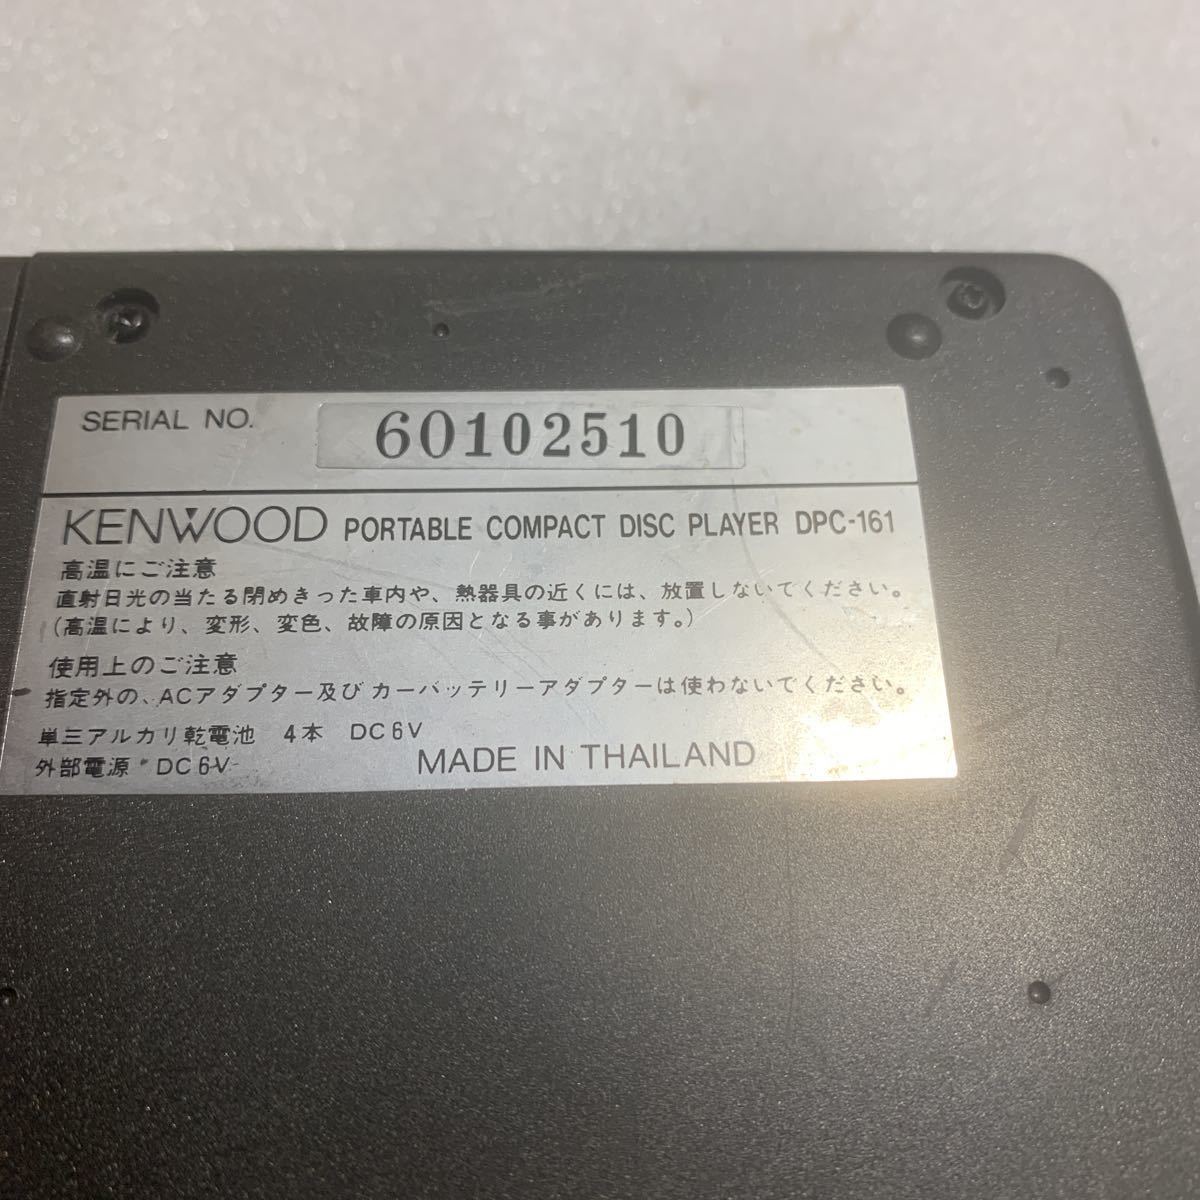 SERIAL NO. 60102510
KENWOOD PORTABLE COMPACT DISC PLAYER DPC-161
高温にご注意
直射日光の当たる閉めきった車内や、熱器具の近くには、放置しないでください。
(高温により、変形、変色、故障の原因となる事があります。)
使用上のご注意
指定外の、ACアダプター及び カーバッテリーアダプターは使わないでください。
単三アルカリ乾電池 4本 DC6V
外部電源 DC6V
MADE IN THAILAND